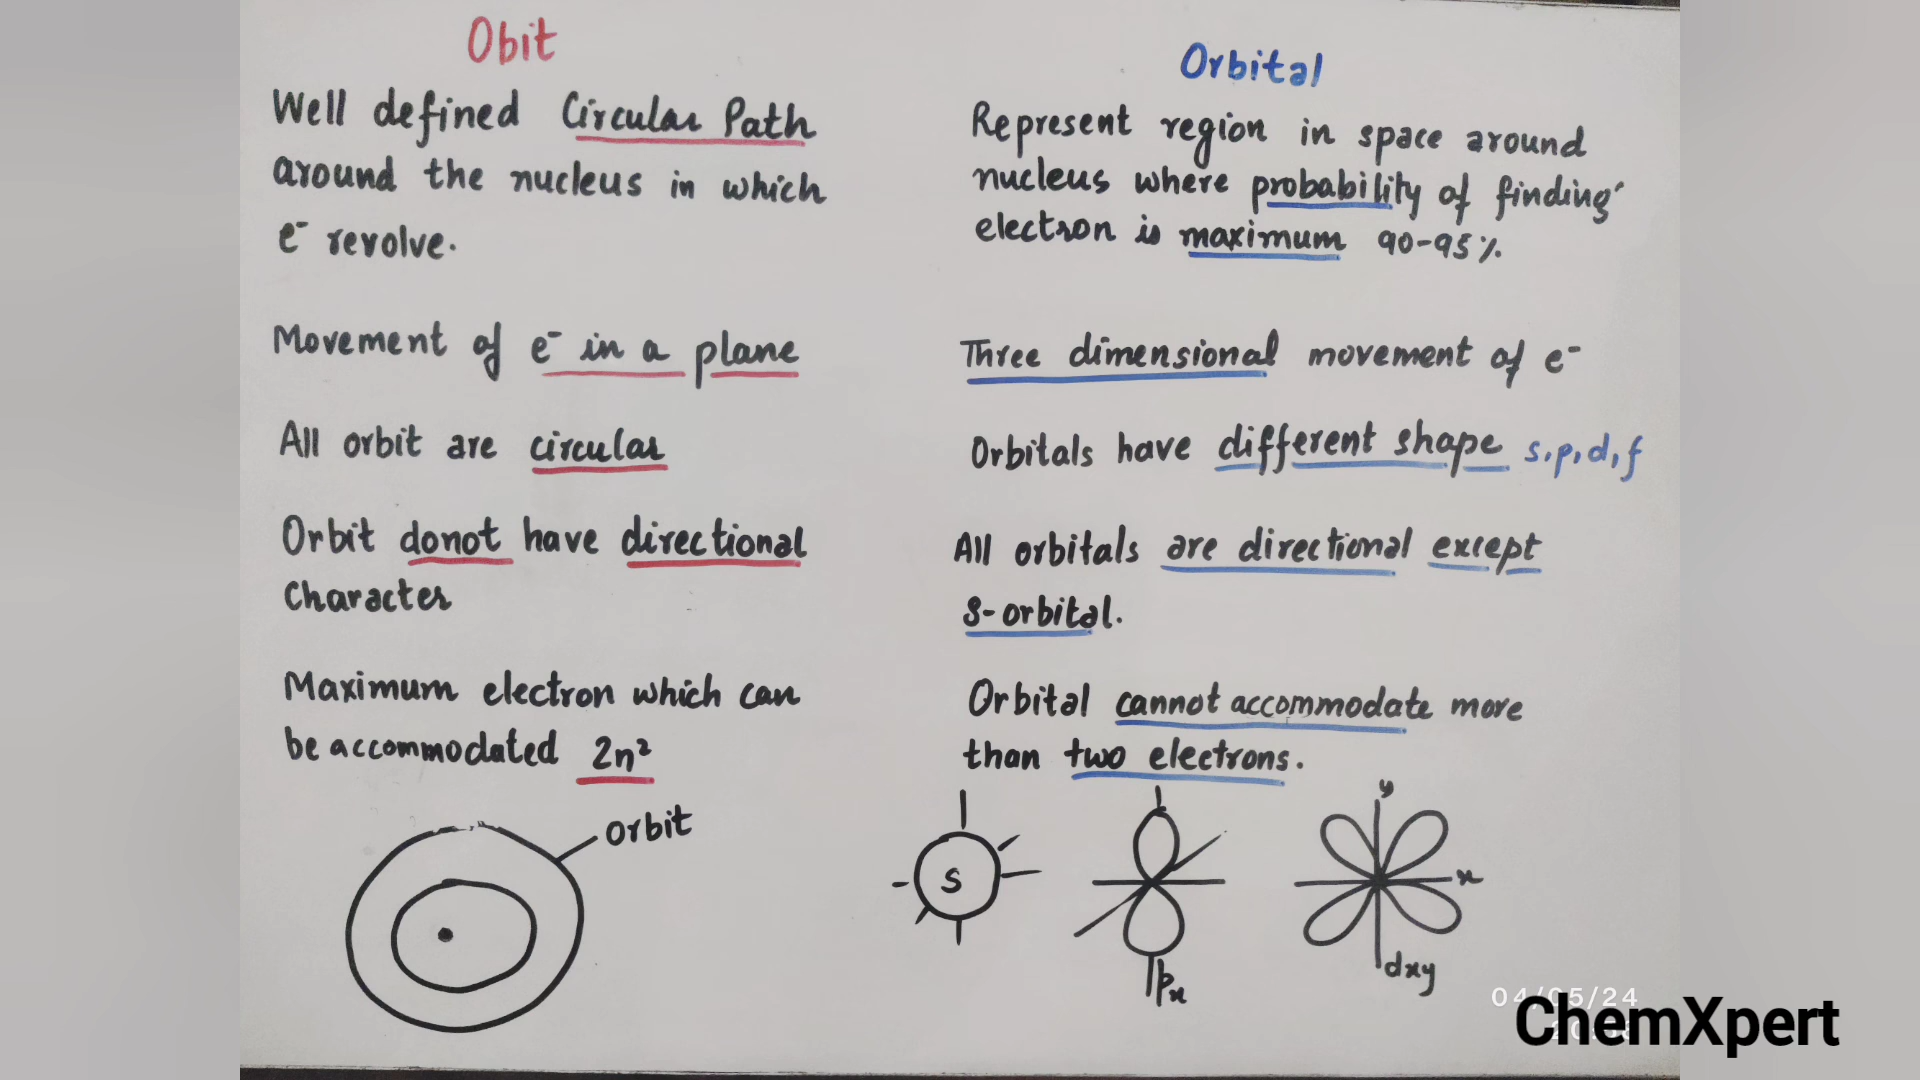 Obit
Well defined Circular Path
around the nucleus in which
e⁻ revolve.
Movement of e⁻ in a plane
All orbit are circular
Orbit donot have directional
Character
Maximum electron which can
be accommodated 2n²
orbit
Orbital
Represent region in space around
nucleus where probability of finding
electron is maximum 90-95%.
Three dimensional movement of e⁻
Orbitals have different shape s,p,d,f
All orbitals are directional except
s-orbital.
Orbital cannot accommodate more
than two electrons.
s
px
y
x
dxy
04/05/24
ChemXpert